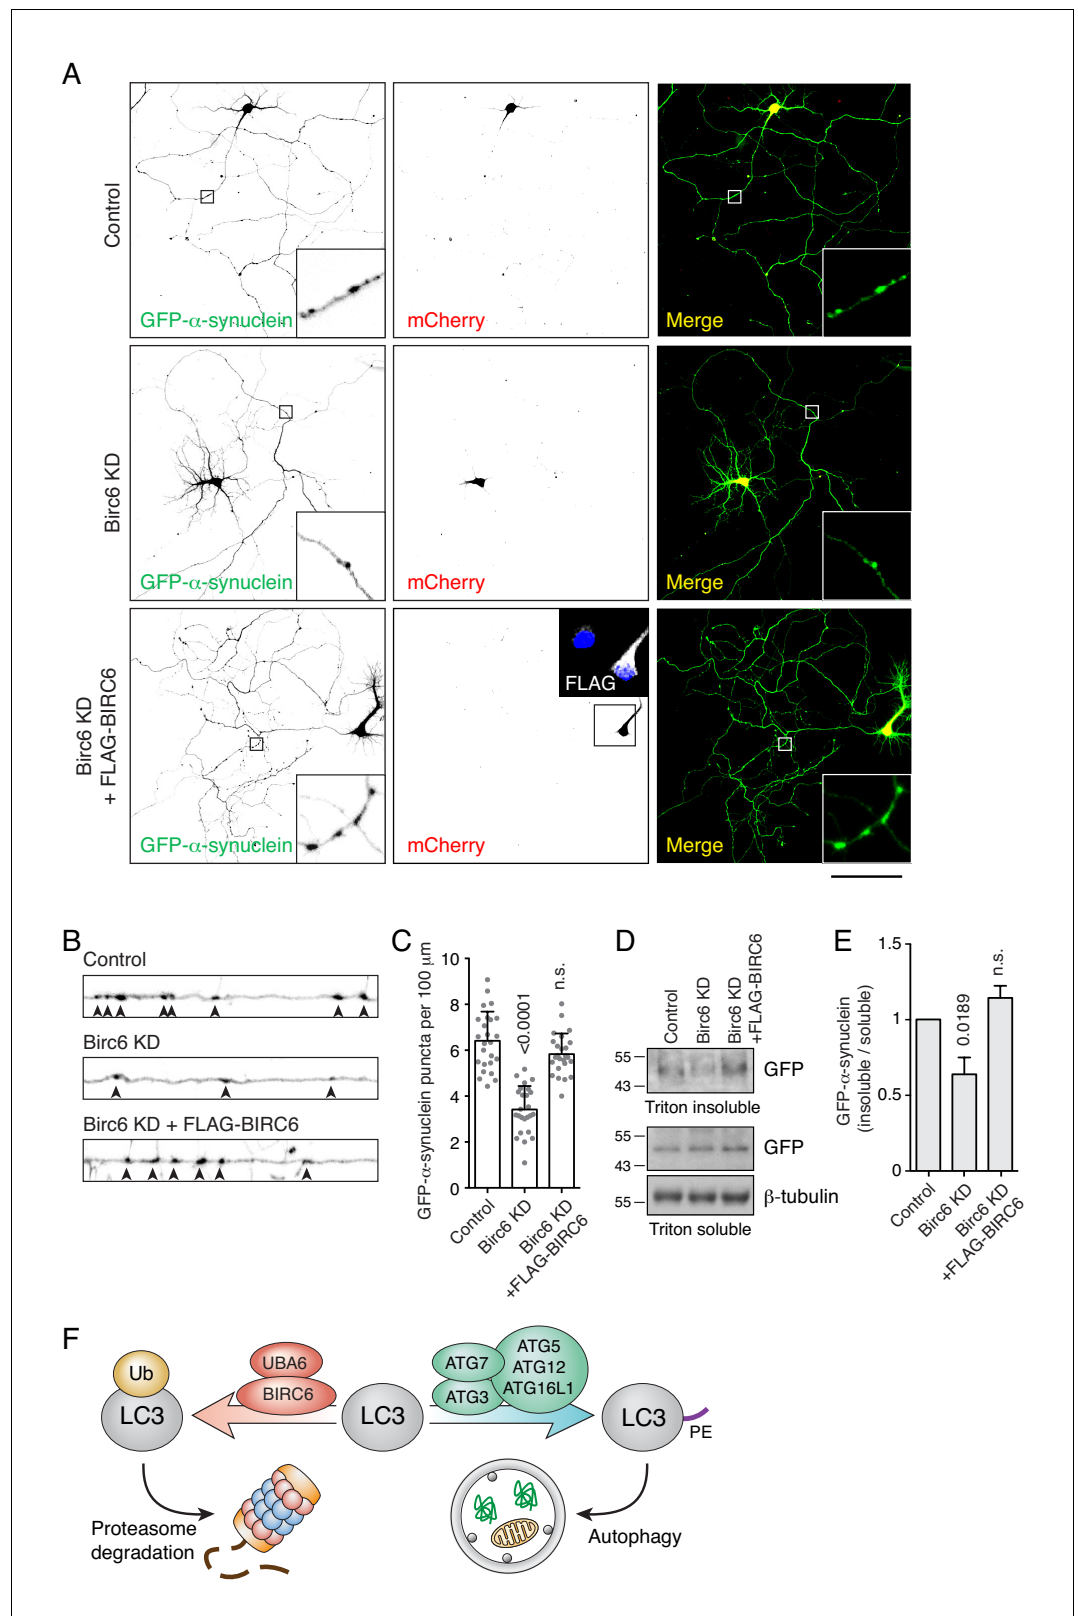 A
Control
GFP-α-synuclein
mCherry
Merge
Birc6 KD
GFP-α-synuclein
mCherry
Merge
Birc6 KD
+ FLAG-BIRC6
GFP-α-synuclein
FLAG
mCherry
Merge
B
Control
Birc6 KD
Birc6 KD + FLAG-BIRC6
C
GFP-α-synuclein puncta per 100 μm
10
8
6
4
2
0
<0.0001
n.s.
Control
Birc6 KD
Birc6 KD
+FLAG-BIRC6
D
Control
Birc6 KD
Birc6 KD
+FLAG-BIRC6
55
43
GFP
Triton insoluble
55
43
GFP
55
β-tubulin
Triton soluble
E
GFP-α-synuclein
(insoluble / soluble)
1.5
1
0.5
0
0.0189
n.s.
Control
Birc6 KD
Birc6 KD
+FLAG-BIRC6
F
Ub
LC3
UBA6
BIRC6
LC3
ATG7
ATG3
ATG5
ATG12
ATG16L1
LC3
PE
Proteasome
degradation
Autophagy